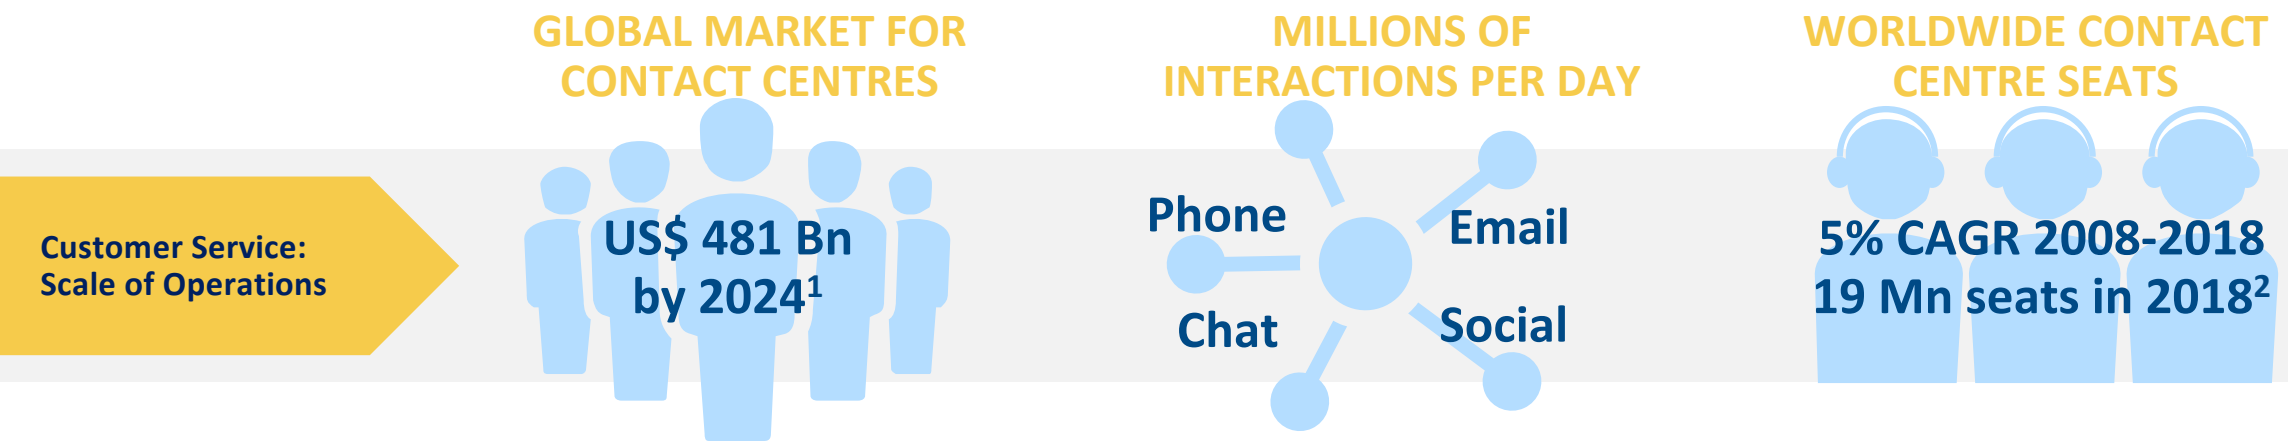 Customer Service:
Scale of Operations
GLOBAL MARKET FOR
CONTACT CENTRES
US$ 481 Bn
by 2024¹
MILLIONS OF
INTERACTIONS PER DAY
Phone
Email
Chat
Social
WORLDWIDE CONTACT
CENTRE SEATS
5% CAGR 2008-2018
19 Mn seats in 2018²